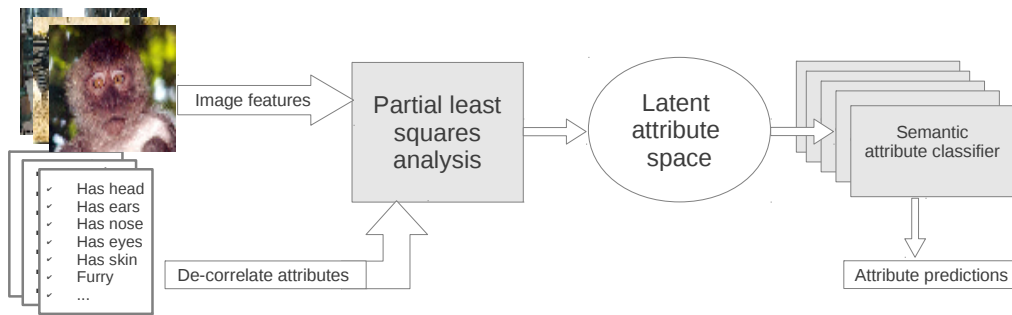 Image features
Partial least
squares
analysis
Latent
attribute
space
Semantic
attribute classifier
✓ Has head
✓ Has ears
✓ Has nose
✓ Has eyes
✓ Has skin
✓ Furry
✓ ...
De-correlate attributes
Attribute predictions